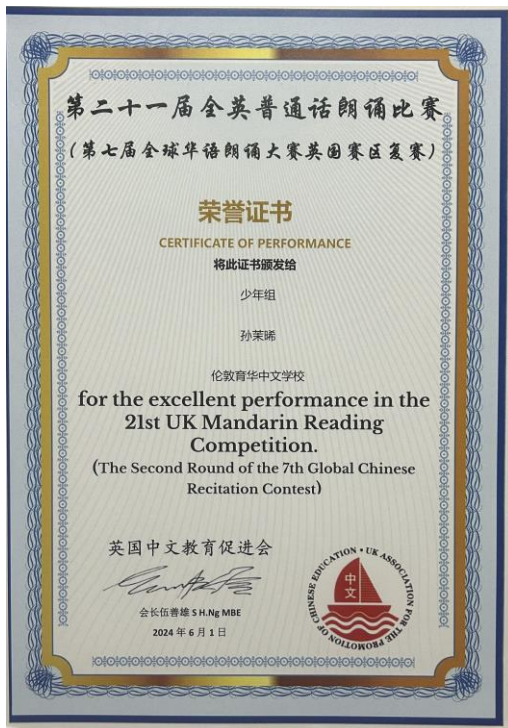 第二十一届全英普通话朗诵比赛
(第七届全球华语朗诵大赛英国赛区复赛)
荣誉证书
CERTIFICATE OF PERFORMANCE
将此证书颁发给
少年组
孙茉晞
伦敦育华中文学校
for the excellent performance in the
21st UK Mandarin Reading
Competition.
(The Second Round of the 7th Global Chinese
Recitation Contest)
英国中文教育促进会
会长伍善雄 S H.Ng MBE
2024 年 6 月 1 日
UK ASSOCIATION FOR THE PROMOTION OF CHINESE EDUCATION
中文